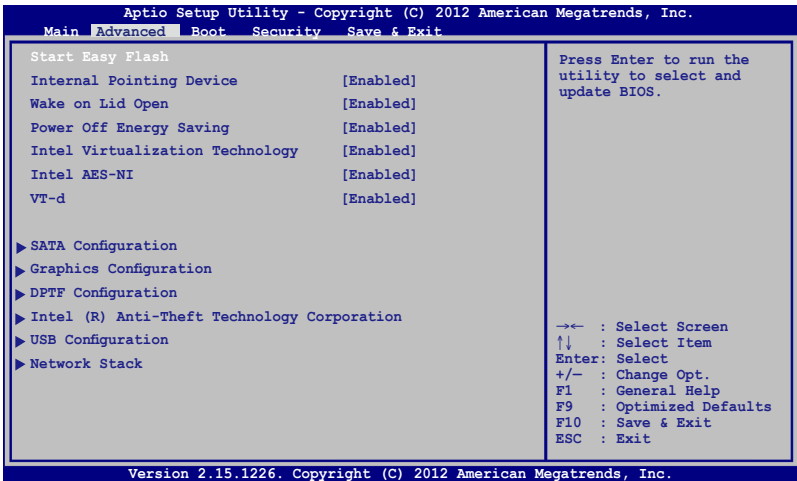 Aptio Setup Utility - Copyright (C) 2012 American Megatrends, Inc.
Main Advanced Boot Security Save & Exit
Start Easy Flash
Internal Pointing Device [Enabled]
Wake on Lid Open [Enabled]
Power Off Energy Saving [Enabled]
Intel Virtualization Technology [Enabled]
Intel AES-NI [Enabled]
VT-d [Enabled]
SATA Configuration
Graphics Configuration
DPTF Configuration
Intel (R) Anti-Theft Technology Corporation
USB Configuration
Network Stack
Press Enter to run the
utility to select and
update BIOS.
→← : Select Screen
↑↓ : Select Item
Enter: Select
+/— : Change Opt.
F1 : General Help
F9 : Optimized Defaults
F10 : Save & Exit
ESC : Exit
Version 2.15.1226. Copyright (C) 2012 American Megatrends, Inc.